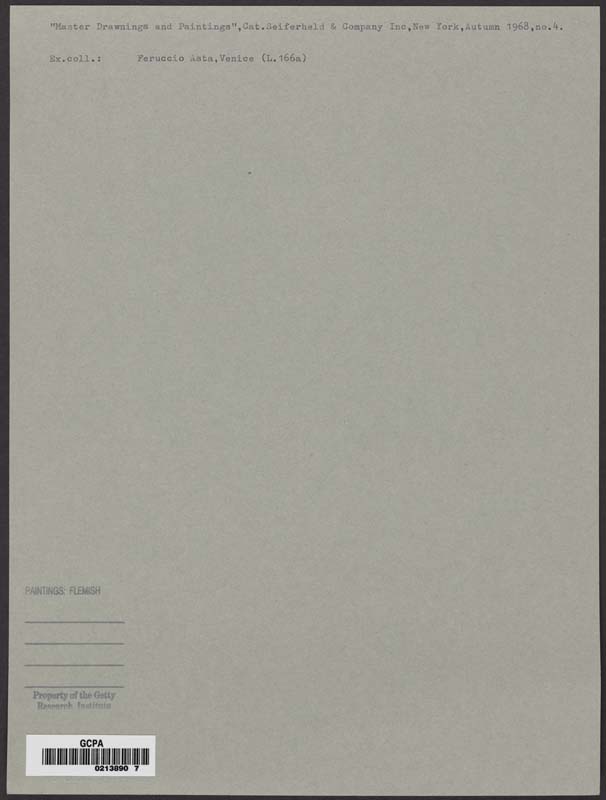 "Master Drawnings and Paintings",Cat.Seiferheld & Company Inc,New York,Autumn 1968,no.4.
Ex.coll.: Feruccio Asta,Venice (L.166a)
PAINTINGS: FLEMISH
Property of the Getty
Research Institute
GCPA
0213890 7